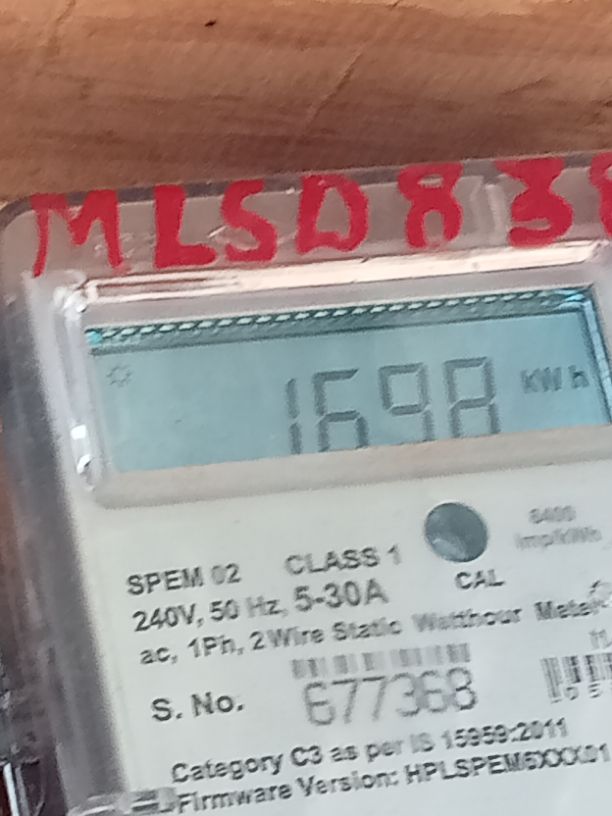 MLSD838
1698 kWh
6400
imp/kWh
SPEM 02 CLASS 1
CAL
240V, 50 Hz, 5-30A
ac, 1Ph, 2 Wire Static Watthour Meter
S. No. 677368
Category C3 as per IS 15959:2011
Firmware Version: HPLSPEM6XXX01